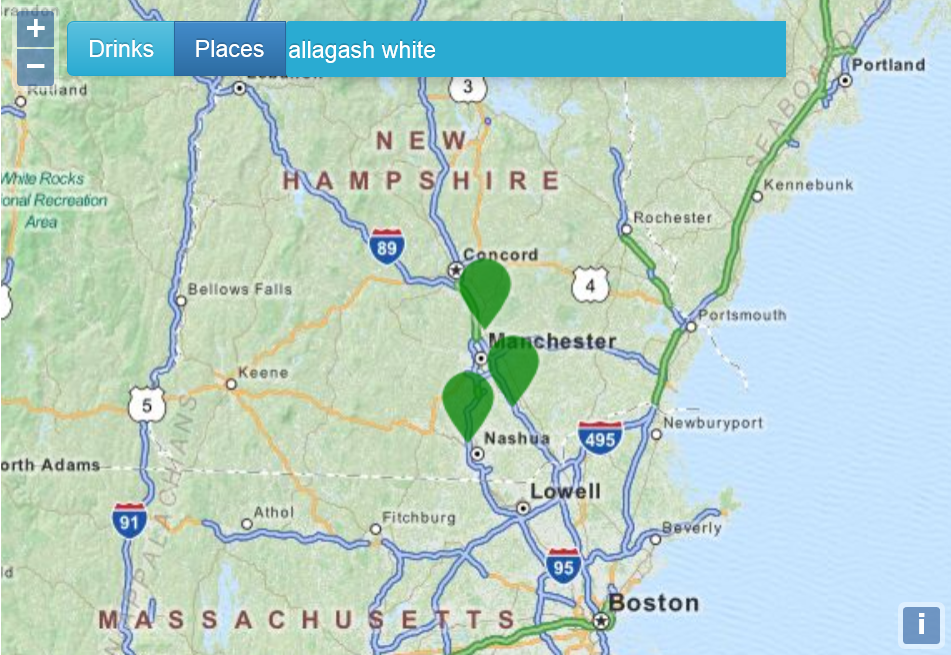 +
−
Drinks
Places
allagash white
Portland
Rutland
3
NEW
HAMPSHIRE
White Rocks
ional Recreation
Area
Kennebunk
Rochester
89
Concord
4
Bellows Falls
Portsmouth
Manchester
Keene
5
Newburyport
495
Nashua
orth Adams
Lowell
Athol
Fitchburg
91
Beverly
95
MASSACHUSETTS
Boston
i